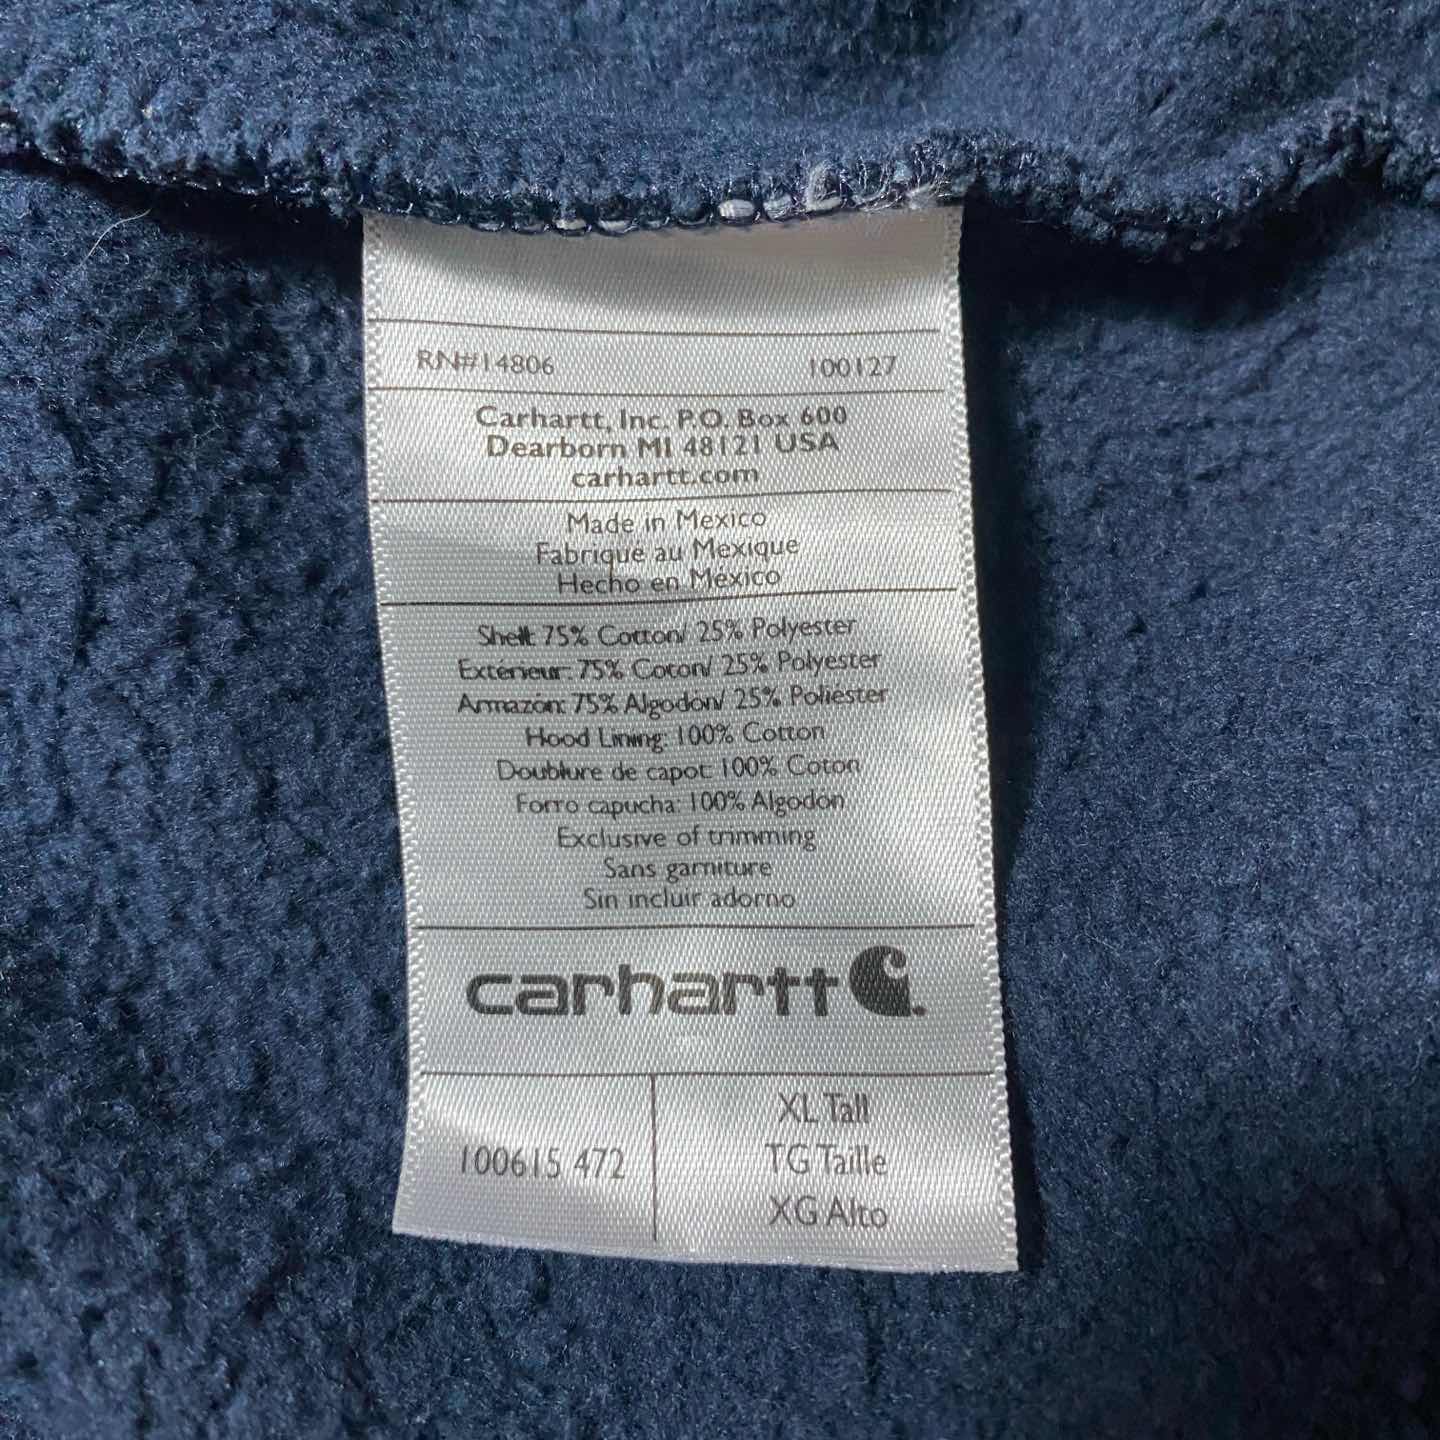 RN#14806 100127
Carhartt, Inc. P.O. Box 600
Dearborn MI 48121 USA
carhartt.com
Made in Mexico
Fabriqué au Mexique
Hecho en México
Shell: 75% Cotton/ 25% Polyester
Extérieur: 75% Coton/ 25% Polyester
Armazón: 75% Algodón/ 25% Poliéster
Hood Lining: 100% Cotton
Doublure de capot: 100% Coton
Forro capucha: 100% Algodón
Exclusive of trimming
Sans garniture
Sin incluir adorno
carhartt
100615 472
XL Tall
TG Taille
XG Alto